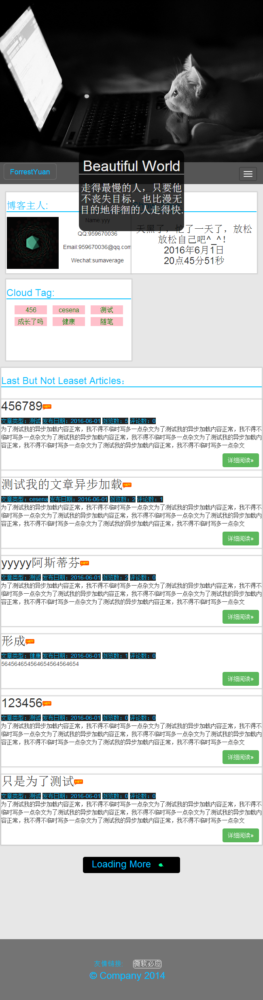 Beautiful World
ForrestYuan
走得最慢的人，只要他
不丧失目标，也比漫无
目的地徘徊的人走得快.
博客主人:
Name:yyy
QQ:959670036
Email:959670036@qq.com
Wechat:sumaverage
天黑了，忙了一天了，放松
放松自己吧^_^！
2016年6月1日
20点45分51秒
Cloud Tag:
456 cesena 测试
成长了吗 健康 随笔
Last But Not Leaset Articles：
456789 NEW
文章类型：测试 发布日期：2016-06-01 浏览数：5 评论数：0
为了测试我的异步加载内容正常，我不得不临时写多一点杂文为了测试我的异步加载内容正常，我不得不
临时写多一点杂文为了测试我的异步加载内容正常，我不得不临时写多一点杂文为了测试我的异步加载内
容正常，我不得不临时写多一点杂文为了测试我的异步加载内容正常，我不得不临时写多一点杂文
详细阅读»
测试我的文章异步加载 NEW
文章类型：cesena 发布日期：2016-06-01 浏览数：2 评论数：1
为了测试我的异步加载内容正常，我不得不临时写多一点杂文为了测试我的异步加载内容正常，我不得不
临时写多一点杂文为了测试我的异步加载内容正常，我不得不临时写多一点杂文为了测试我的异步加载内
容正常，我不得不临时写多一点杂文为了测试我的异步加载内容正常，我不得不临时写多一点杂文
详细阅读»
yyyyy阿斯蒂芬 NEW
文章类型：测试 发布日期：2016-06-01 浏览数：2 评论数：0
为了测试我的异步加载内容正常，我不得不临时写多一点杂文为了测试我的异步加载内容正常，我不得不
临时写多一点杂文为了测试我的异步加载内容正常，我不得不临时写多一点杂文为了测试我的异步加载内
容正常，我不得不临时写多一点杂文为了测试我的异步加载内容正常，我不得不临时写多一点杂文
详细阅读»
形成 NEW
文章类型：健康 发布日期：2016-06-01 浏览数：1 评论数：0
564564654564654564564654
详细阅读»
123456 NEW
文章类型：测试 发布日期：2016-06-01 浏览数：0 评论数：0
为了测试我的异步加载内容正常，我不得不临时写多一点杂文为了测试我的异步加载内容正常，我不得不
临时写多一点杂文为了测试我的异步加载内容正常，我不得不临时写多一点杂文为了测试我的异步加载内
容正常，我不得不临时写多一点杂文为了测试我的异步加载内容正常，我不得不临时写多一点杂文
详细阅读»
只是为了测试 NEW
文章类型：测试 发布日期：2016-06-01 浏览数：0 评论数：0
为了测试我的异步加载内容正常，我不得不临时写多一点杂文为了测试我的异步加载内容正常，我不得不
临时写多一点杂文为了测试我的异步加载内容正常，我不得不临时写多一点杂文为了测试我的异步加载内
容正常，我不得不临时写多一点杂文为了测试我的异步加载内容正常，我不得不临时写多一点杂文
详细阅读»
Loading More
友情链接: 微软必应
© Company 2014